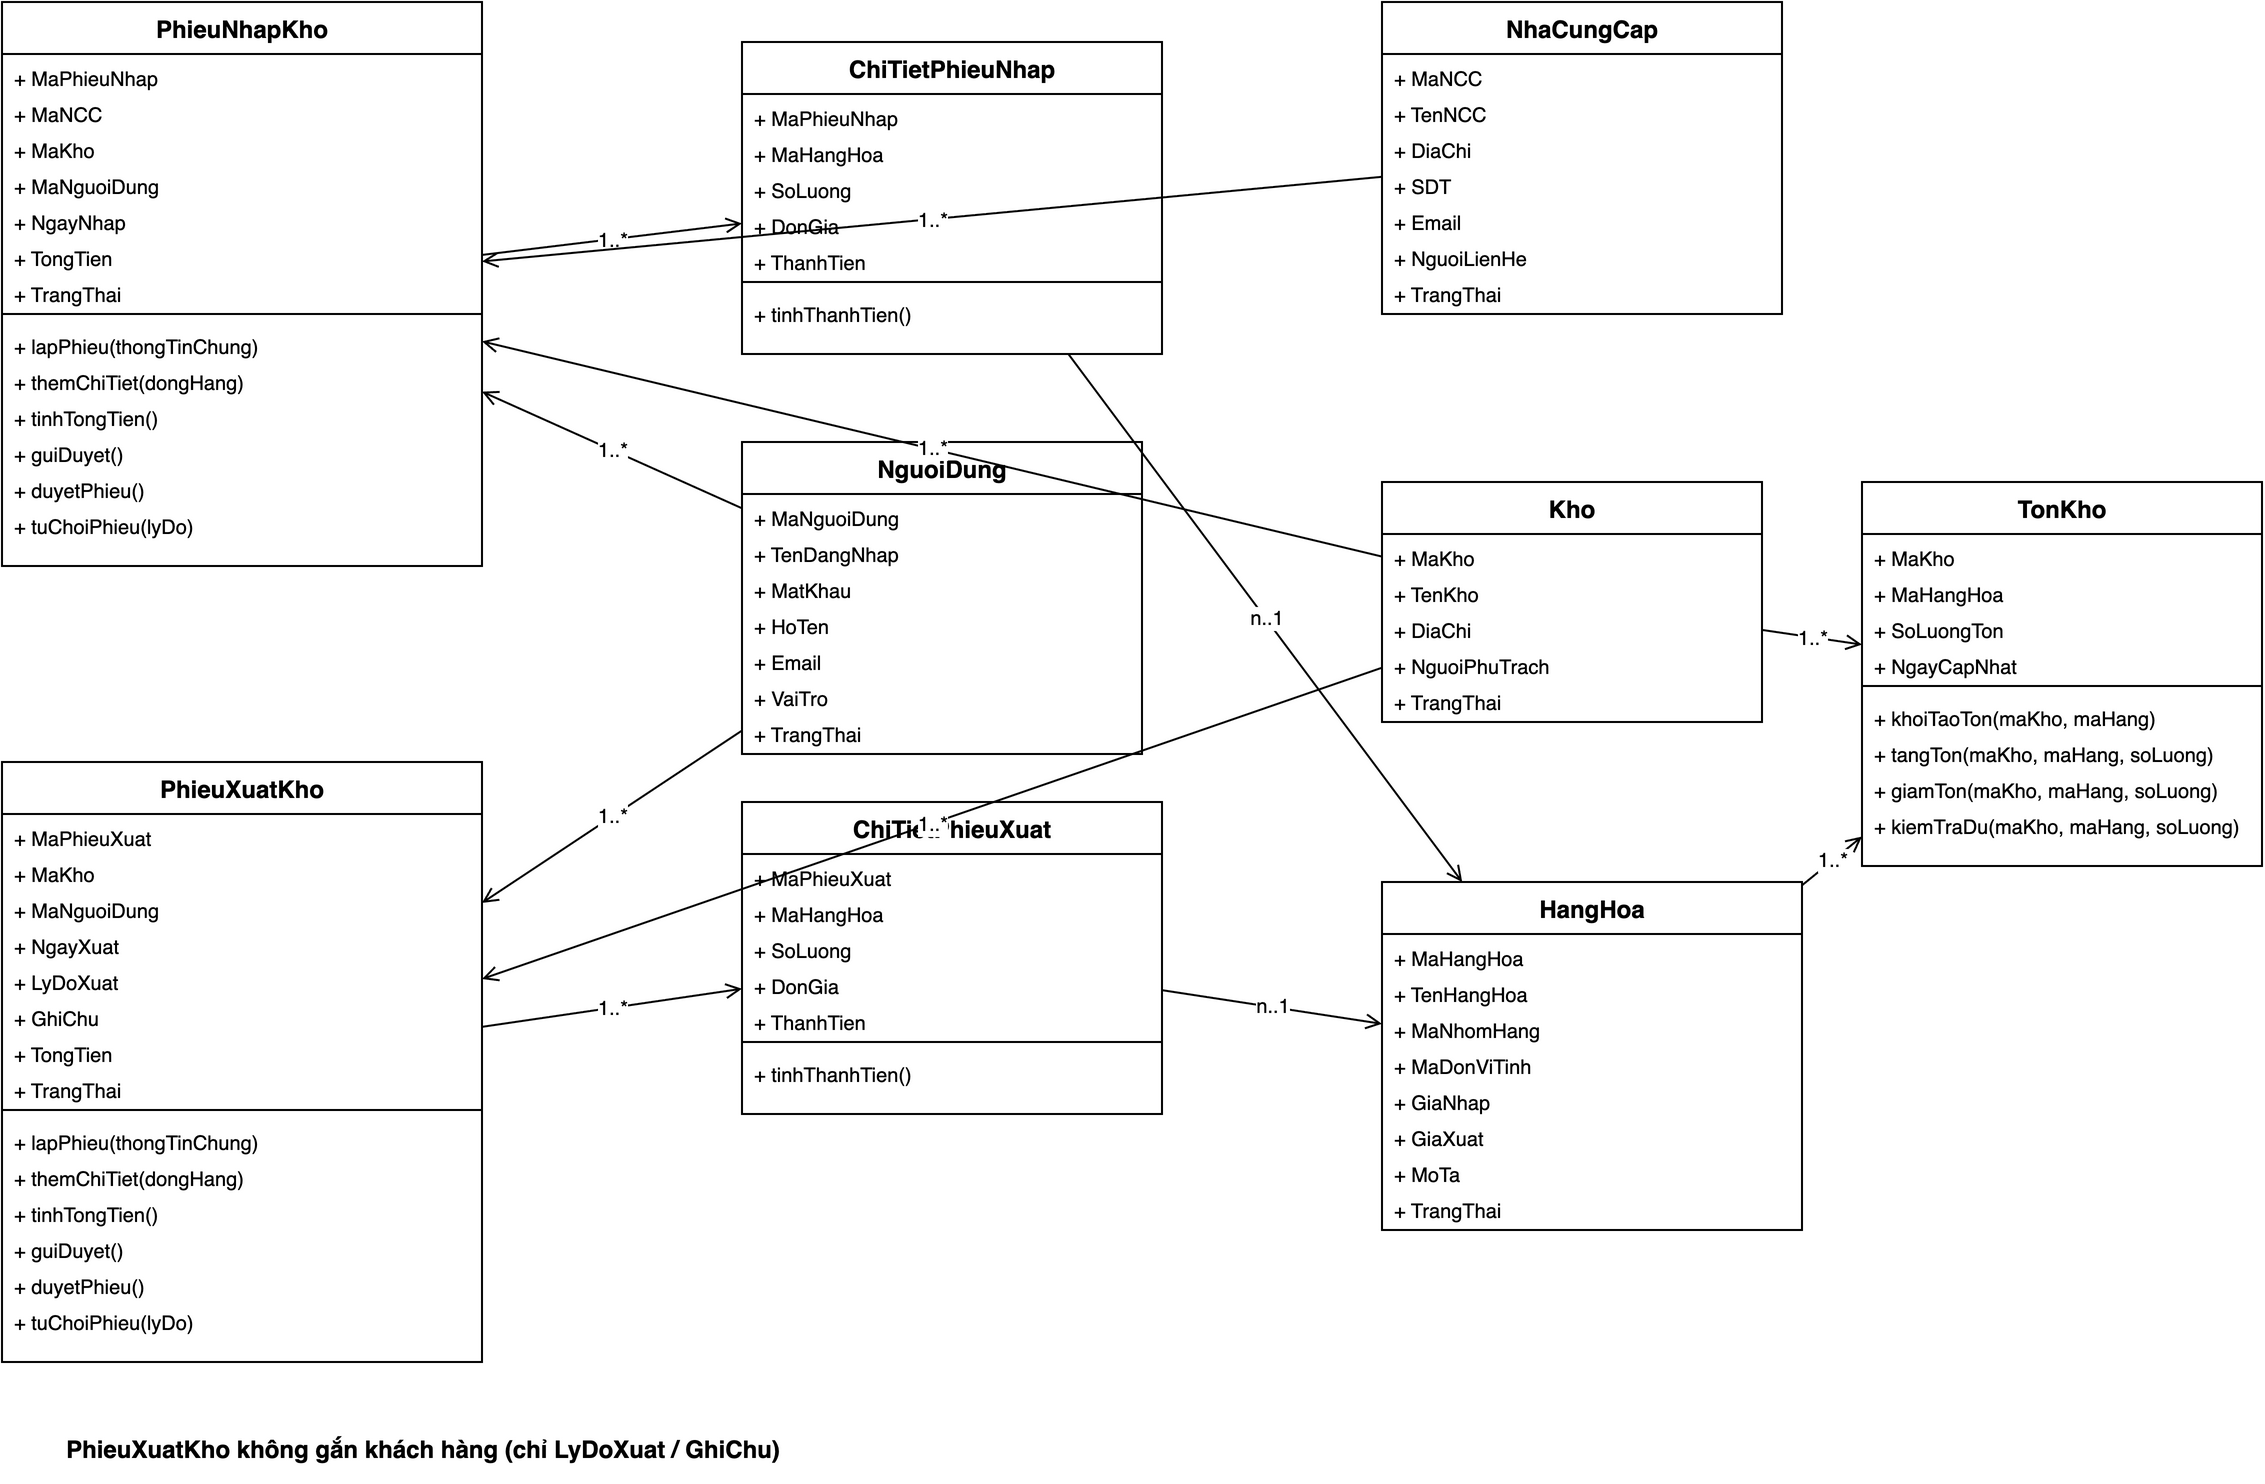 PhieuNhapKho
+ MaPhieuNhap
+ MaNCC
+ MaKho
+ MaNguoiDung
+ NgayNhap
+ TongTien
+ TrangThai
+ lapPhieu(thongTinChung)
+ themChiTiet(dongHang)
+ tinhTongTien()
+ guiDuyet()
+ duyetPhieu()
+ tuChoiPhieu(lyDo)
1..*
1..*
ChiTietPhieuNhap
+ MaPhieuNhap
+ MaHangHoa
+ SoLuong
+ DonGia
+ ThanhTien
+ tinhThanhTien()
1..*
1..*
NhaCungCap
+ MaNCC
+ TenNCC
+ DiaChi
+ SDT
+ Email
+ NguoiLienHe
+ TrangThai
NguoiDung
+ MaNguoiDung
+ TenDangNhap
+ MatKhau
+ HoTen
+ Email
+ VaiTro
+ TrangThai
n..1
Kho
+ MaKho
+ TenKho
+ DiaChi
+ NguoiPhuTrach
+ TrangThai
1..*
TonKho
+ MaKho
+ MaHangHoa
+ SoLuongTon
+ NgayCapNhat
+ khoiTaoTon(maKho, maHang)
+ tangTon(maKho, maHang, soLuong)
+ giamTon(maKho, maHang, soLuong)
+ kiemTraDu(maKho, maHang, soLuong)
1..*
PhieuXuatKho
+ MaPhieuXuat
+ MaKho
+ MaNguoiDung
+ NgayXuat
+ LyDoXuat
+ GhiChu
+ TongTien
+ TrangThai
+ lapPhieu(thongTinChung)
+ themChiTiet(dongHang)
+ tinhTongTien()
+ guiDuyet()
+ duyetPhieu()
+ tuChoiPhieu(lyDo)
1..*
1..*
ChiTietPhieuXuat
1..*
+ MaPhieuXuat
+ MaHangHoa
+ SoLuong
+ DonGia
+ ThanhTien
+ tinhThanhTien()
n..1
HangHoa
+ MaHangHoa
+ TenHangHoa
+ MaNhomHang
+ MaDonViTinh
+ GiaNhap
+ GiaXuat
+ MoTa
+ TrangThai
PhieuXuatKho không gắn khách hàng (chỉ LyDoXuat / GhiChu)